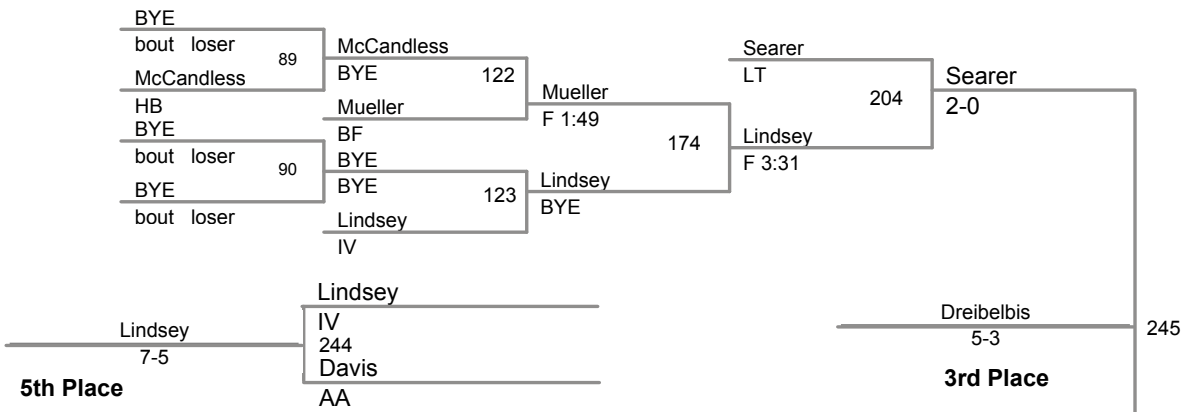 BYE
bout loser
89
McCandless
HB
BYE
bout loser
90
BYE
bout loser
McCandless
BYE
122
Mueller
BF
BYE
BYE
123
Lindsey
IV
Mueller
F 1:49
174
Lindsey
BYE
Searer
LT
204
Lindsey
F 3:31
Searer
2-0
Lindsey
7-5
5th Place
Lindsey
IV
244
Davis
AA
Dreibelbis
5-3
245
3rd Place